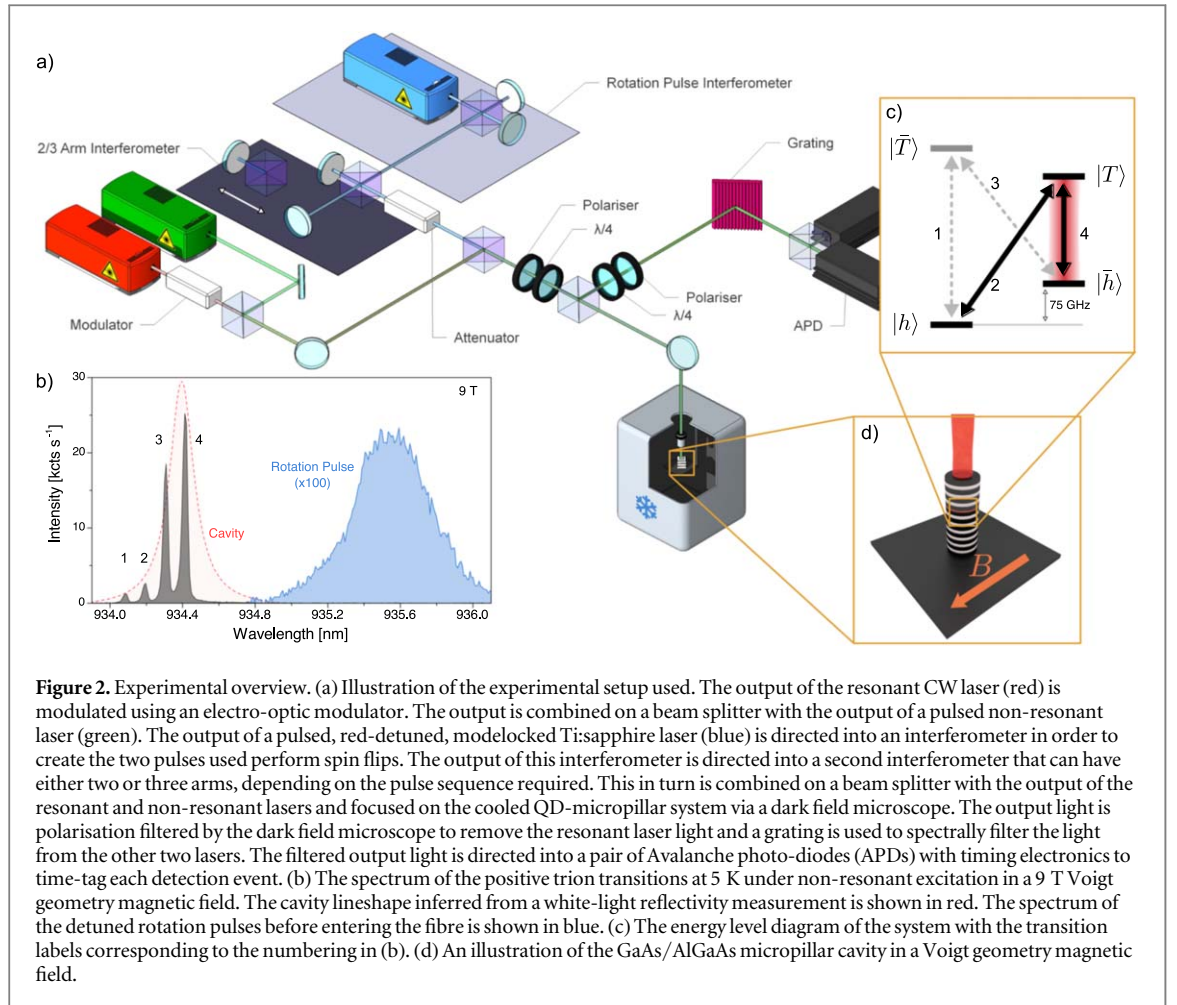 a)
Rotation Pulse Interferometer
2/3 Arm Interferometer
Grating
Polariser
λ/4
Polariser
λ/4
APD
Attenuator
Modulator
c)
|T̄⟩
|T⟩
3
1
4
2
|h̄⟩
75 GHz
|h⟩
b)
30
20
10
0
Intensity [kcts s⁻¹]
9 T
3
4
1
2
Rotation Pulse
(x100)
Cavity
934.0
934.4
934.8
935.2
935.6
936.0
Wavelength [nm]
d)
B
Figure 2. Experimental overview. (a) Illustration of the experimental setup used. The output of the resonant CW laser (red) is
modulated using an electro-optic modulator. The output is combined on a beam splitter with the output of a pulsed non-resonant
laser (green). The output of a pulsed, red-detuned, modelocked Ti:sapphire laser (blue) is directed into an interferometer in order to
create the two pulses used perform spin flips. The output of this interferometer is directed into a second interferometer that can have
either two or three arms, depending on the pulse sequence required. This in turn is combined on a beam splitter with the output of the
resonant and non-resonant lasers and focused on the cooled QD-micropillar system via a dark field microscope. The output light is
polarisation filtered by the dark field microscope to remove the resonant laser light and a grating is used to spectrally filter the light
from the other two lasers. The filtered output light is directed into a pair of Avalanche photo-diodes (APDs) with timing electronics to
time-tag each detection event. (b) The spectrum of the positive trion transitions at 5 K under non-resonant excitation in a 9 T Voigt
geometry magnetic field. The cavity lineshape inferred from a white-light reflectivity measurement is shown in red. The spectrum of
the detuned rotation pulses before entering the fibre is shown in blue. (c) The energy level diagram of the system with the transition
labels corresponding to the numbering in (b). (d) An illustration of the GaAs/AlGaAs micropillar cavity in a Voigt geometry magnetic
field.